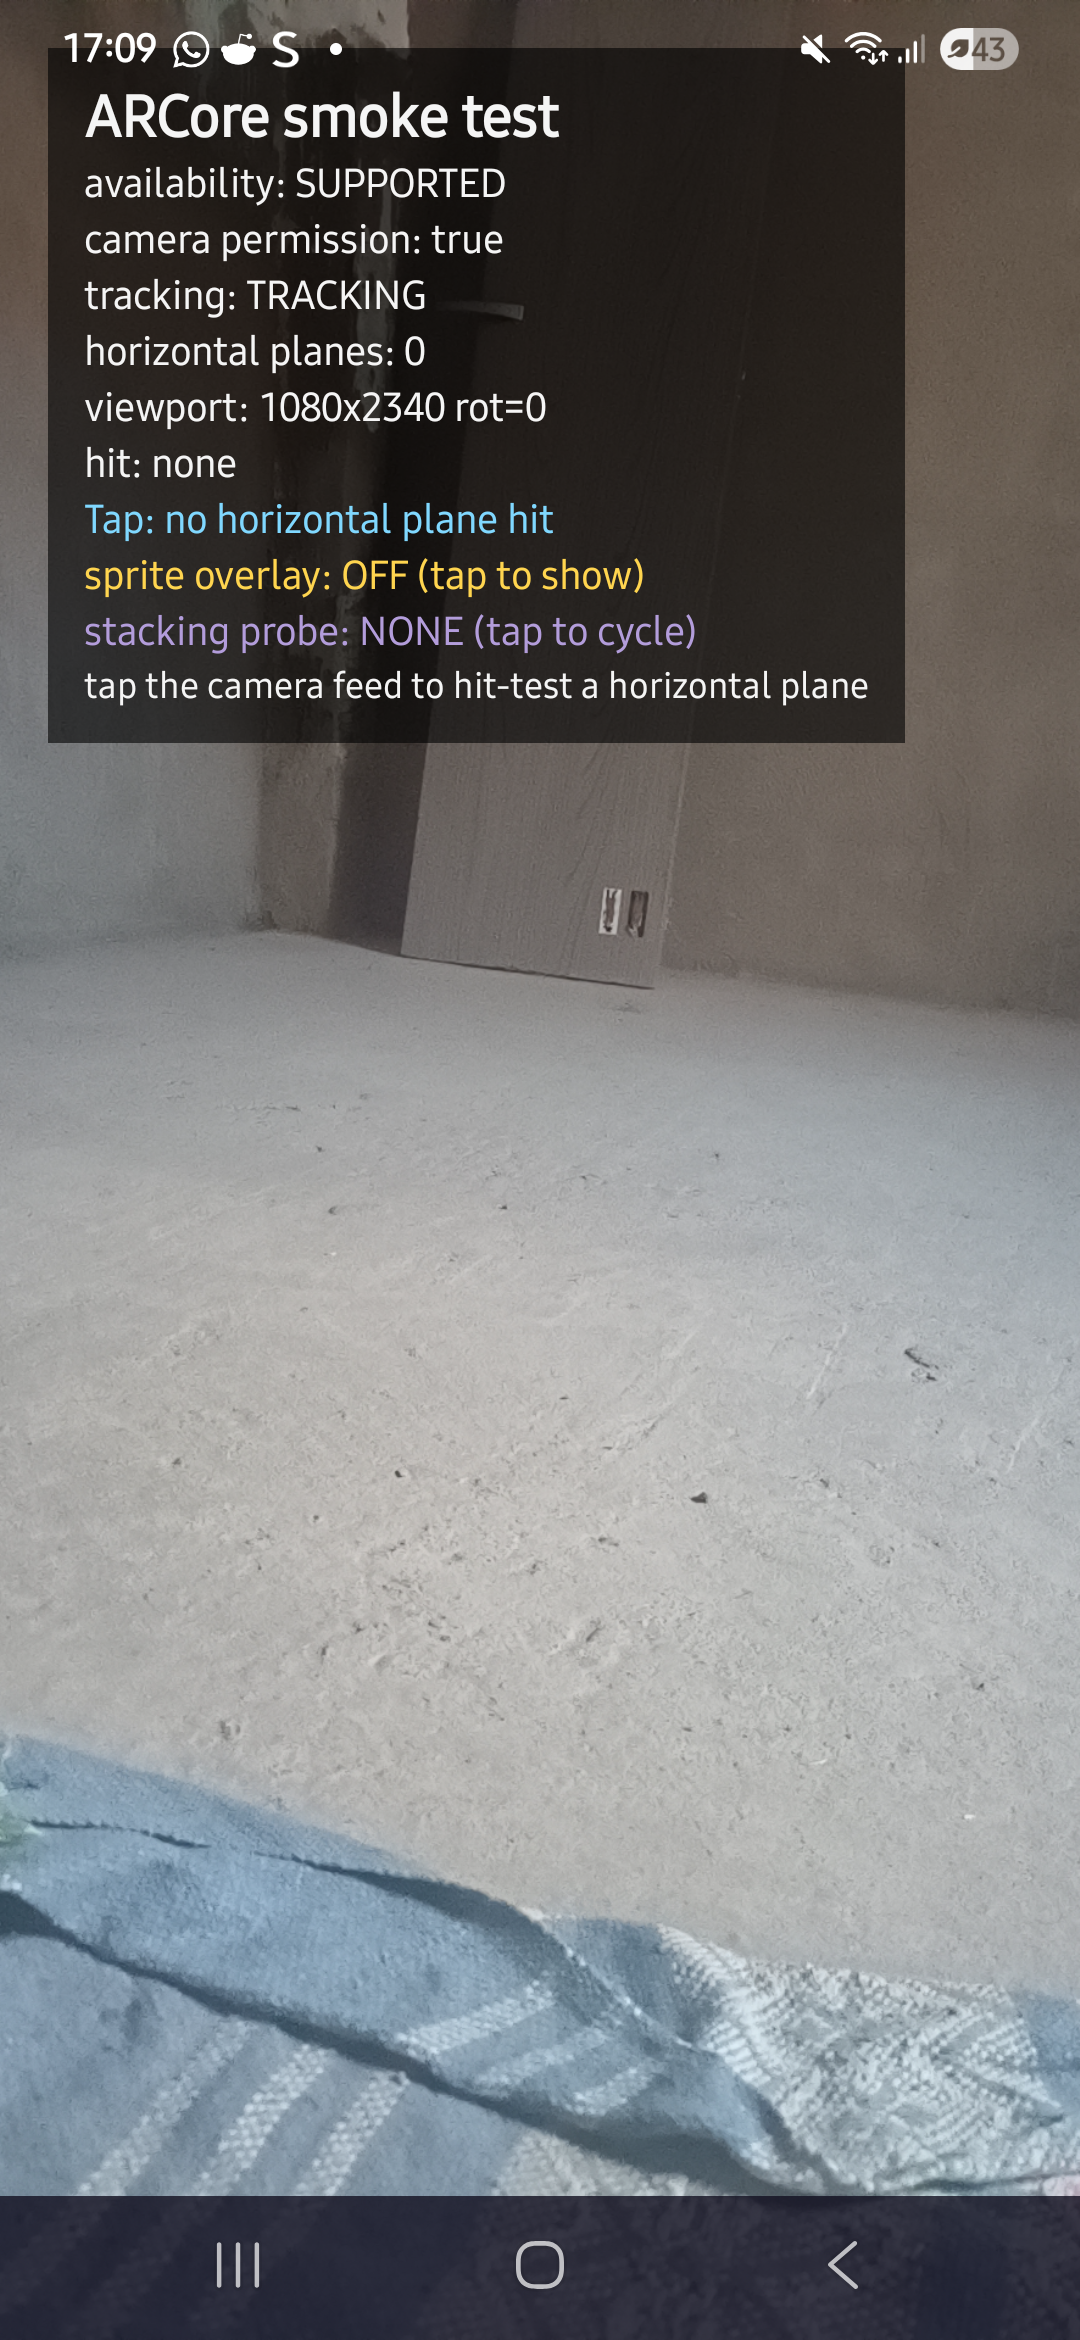 17:09 S 43
ARCore smoke test
availability: SUPPORTED
camera permission: true
tracking: TRACKING
horizontal planes: 0
viewport: 1080x2340 rot=0
hit: none
Tap: no horizontal plane hit
sprite overlay: OFF (tap to show)
stacking probe: NONE (tap to cycle)
tap the camera feed to hit-test a horizontal plane